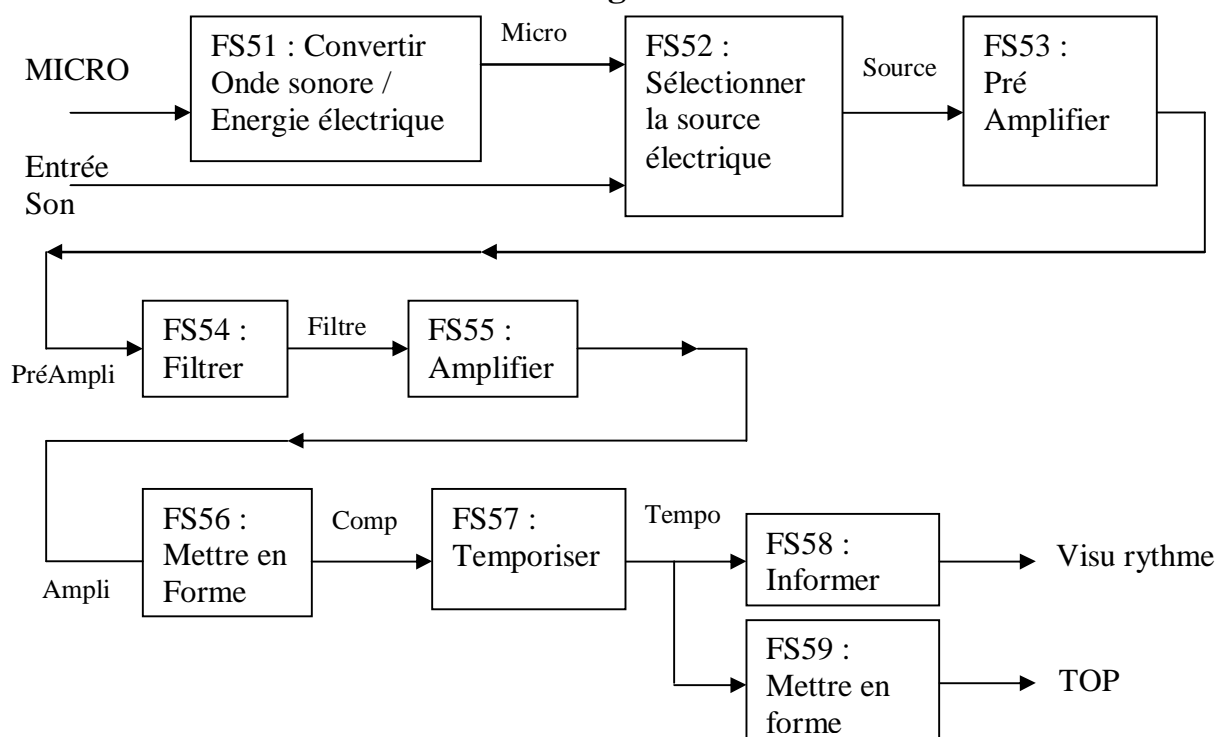 MICRO
FS51 : Convertir
Onde sonore /
Energie électrique
Micro
FS52 :
Sélectionner
la source
électrique
Source
FS53 :
Pré
Amplifier
Entrée
Son
PréAmpli
FS54 :
Filtrer
Filtre
FS55 :
Amplifier
Ampli
FS56 :
Mettre en
Forme
Comp
FS57 :
Temporiser
Tempo
FS58 :
Informer
Visu rythme
FS59 :
Mettre en
forme
TOP